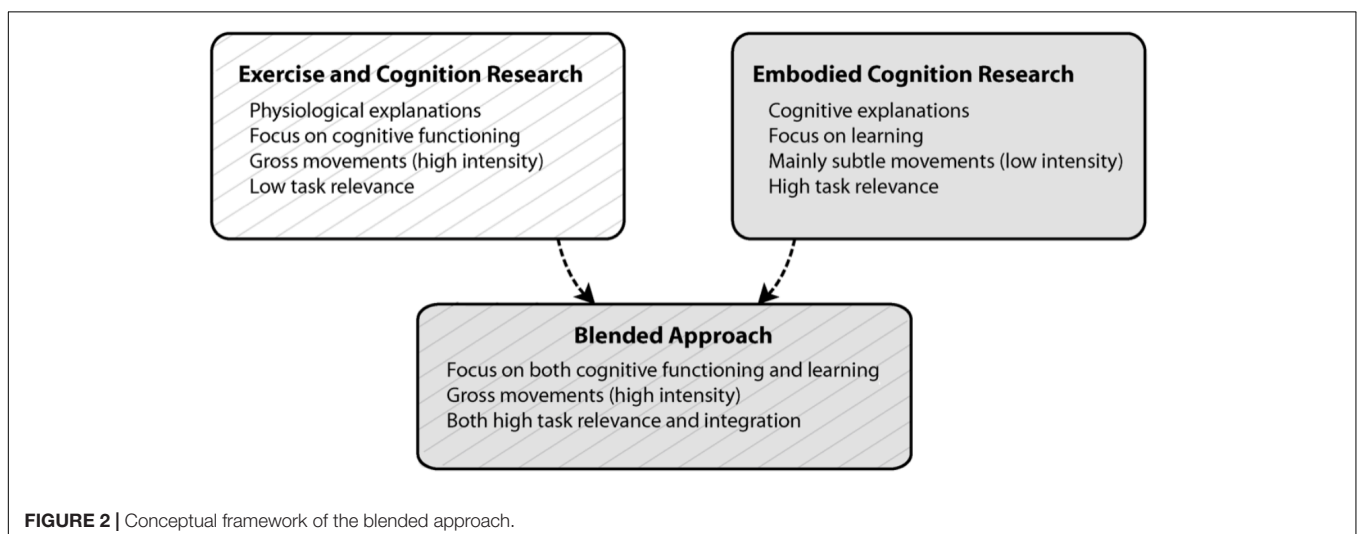 Exercise and Cognition Research
Physiological explanations
Focus on cognitive functioning
Gross movements (high intensity)
Low task relevance
Embodied Cognition Research
Cognitive explanations
Focus on learning
Mainly subtle movements (low intensity)
High task relevance
Blended Approach
Focus on both cognitive functioning and learning
Gross movements (high intensity)
Both high task relevance and integration
FIGURE 2 | Conceptual framework of the blended approach.